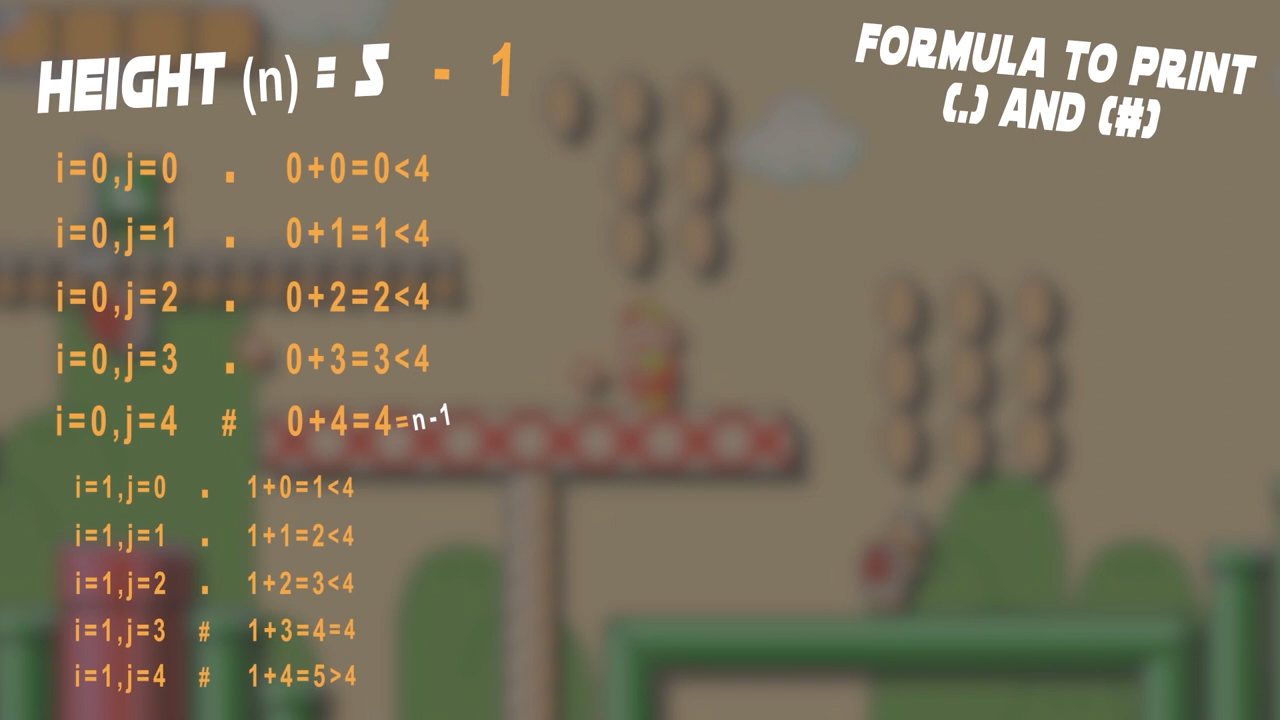 HEIGHT (n) = 5 - 1
FORMULA TO PRINT
(.) AND (#)
i=0,j=0 . 0+0=0<4
i=0,j=1 . 0+1=1<4
i=0,j=2 . 0+2=2<4
i=0,j=3 . 0+3=3<4
i=0,j=4 # 0+4=4=n-1
i=1,j=0 . 1+0=1<4
i=1,j=1 . 1+1=2<4
i=1,j=2 . 1+2=3<4
i=1,j=3 # 1+3=4=4
i=1,j=4 # 1+4=5>4